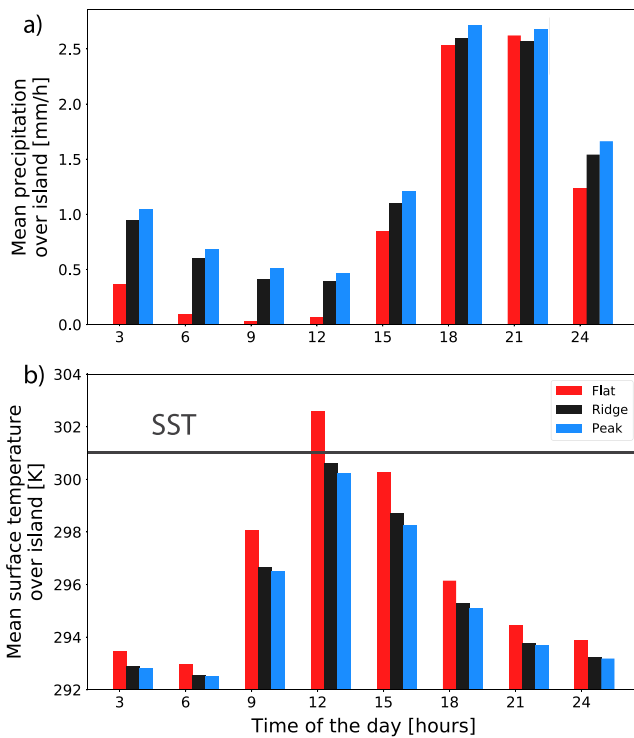 a)
Mean precipitation
over island [mm/h]
2.5
2.0
1.5
1.0
0.5
0.0
3 6 9 12 15 18 21 24
b)
Mean surface temperature
over island [K]
304
302
300
298
296
294
292
SST
Flat
Ridge
Peak
3 6 9 12 15 18 21 24
Time of the day [hours]